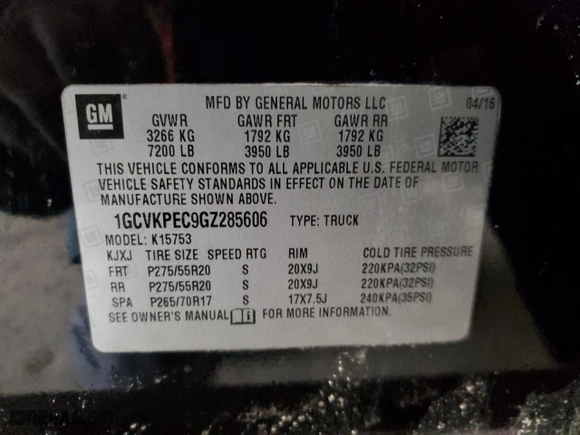 GM
MFD BY GENERAL MOTORS LLC 04/16
GVWR GAWR FRT GAWR RR
3266 KG 1792 KG 1792 KG
7200 LB 3950 LB 3950 LB
THIS VEHICLE CONFORMS TO ALL APPLICABLE U.S. FEDERAL MOTOR
VEHICLE SAFETY STANDARDS IN EFFECT ON THE DATE OF
MANUFACTURE SHOWN ABOVE.
1GCVKPEC9GZ285606 TYPE: TRUCK
MODEL: K15753
KJXJ TIRE SIZE SPEED RTG RIM COLD TIRE PRESSURE
FRT P275/55R20 S 20X9J 220KPA(32PSI)
RR P275/55R20 S 20X9J 220KPA(32PSI)
SPA P265/70R17 S 17X7.5J 240KPA(35PSI)
SEE OWNER'S MANUAL FOR MORE INFORMATION.